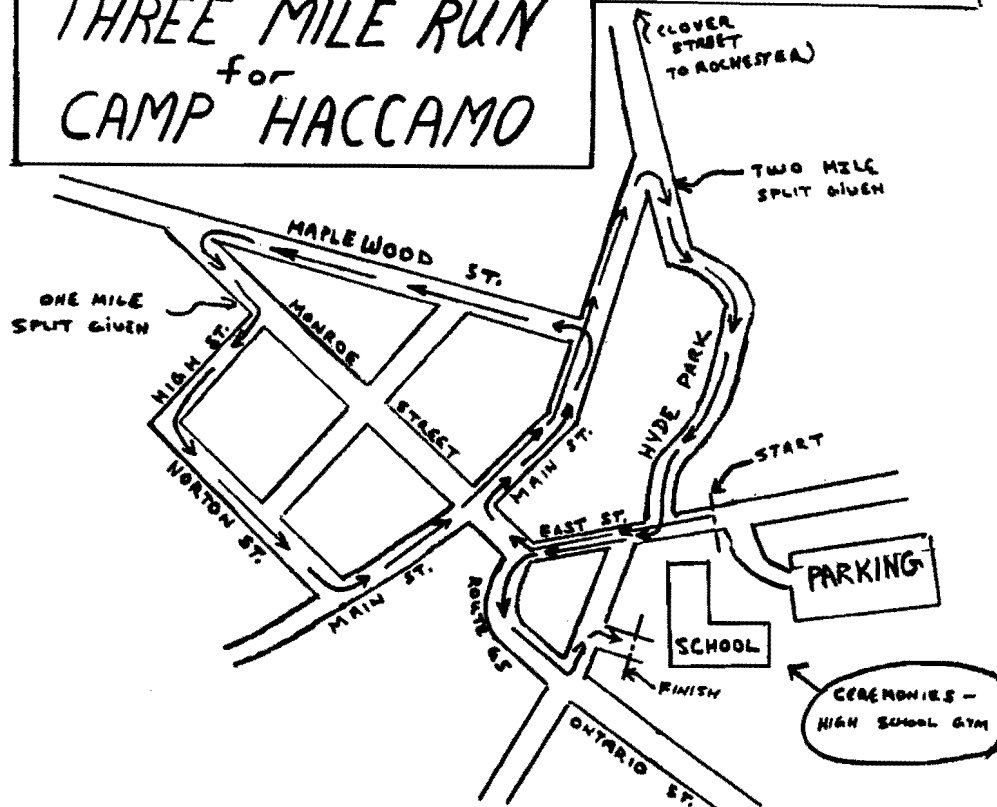 THREE MILE RUN
for
CAMP HACCAMO
(CLOVER
STREET
TO ROCHESTER)
TWO MILE
SPLIT GIVEN
MAPLEWOOD ST.
ONE MILE
SPLIT GIVEN
MONROE
STREET
HIGH ST.
HYDE PARK
MAIN ST.
START
NORTON ST.
EAST ST.
PARKING
MAIN ST.
ROUTE 65
SCHOOL
FINISH
CEREMONIES –
HIGH SCHOOL GYM
ONTARIO ST.